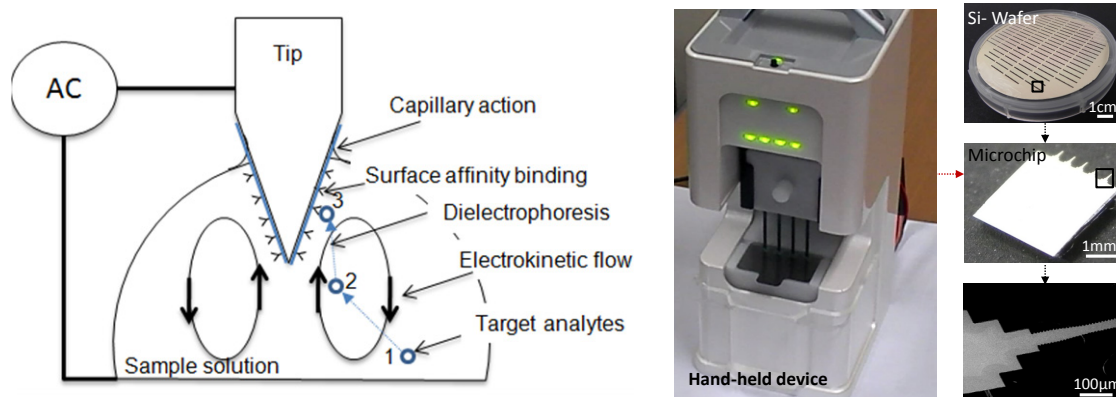 AC
Tip
Capillary action
Surface affinity binding
3
Dielectrophoresis
Electrokinetic flow
2
Target analytes
1
Sample solution
Hand-held device
Si- Wafer
1cm
Microchip
1mm
100µm